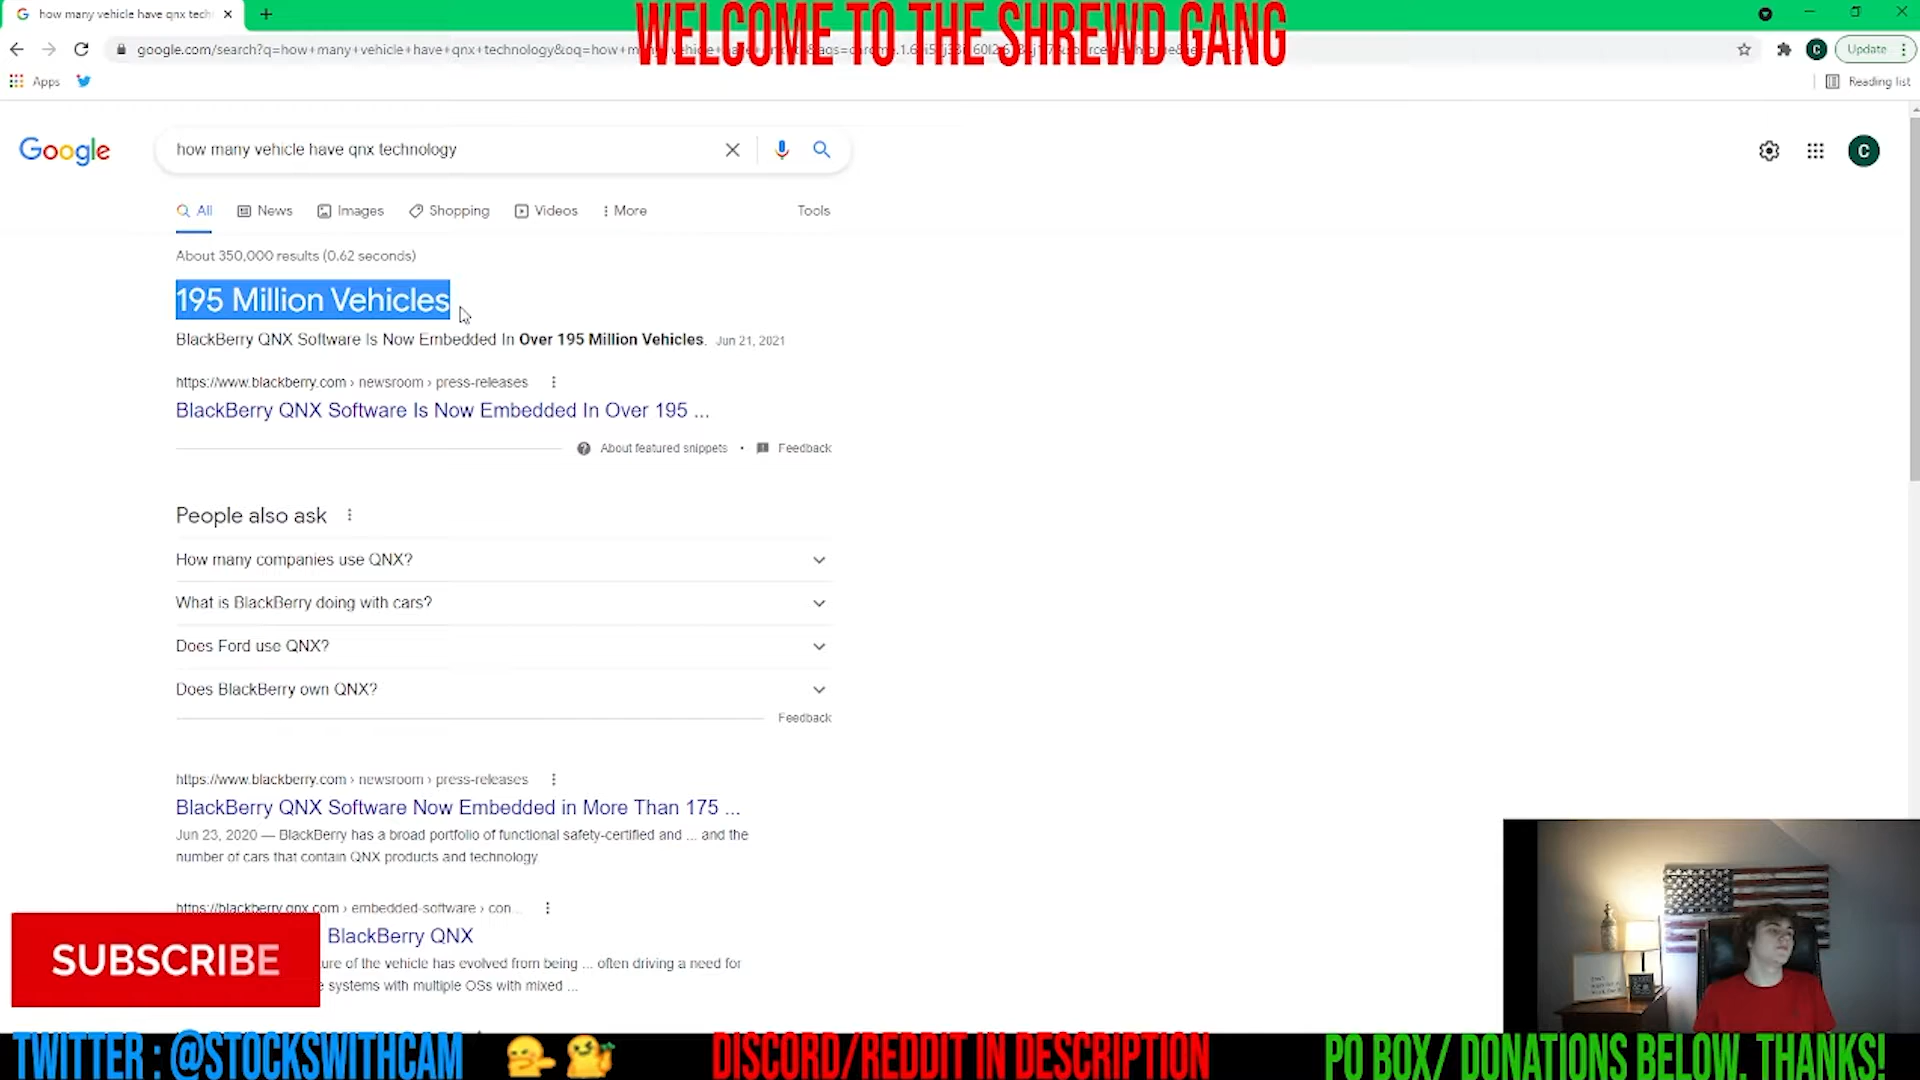 how many vehicle have qnx tech
WELCOME TO THE SHREWD GANG
google.com/search?q=how+many+vehicle+have+qnx+technology&oq=how+m
Update
Apps
Reading list
Google
how many vehicle have qnx technology
C
All
News
Images
Shopping
Videos
More
Tools
About 350,000 results (0.62 seconds)
195 Million Vehicles
BlackBerry QNX Software Is Now Embedded In Over 195 Million Vehicles. Jun 21, 2021
https://www.blackberry.com › newsroom › press-releases
BlackBerry QNX Software Is Now Embedded In Over 195 ...
About featured snippets • Feedback
People also ask
How many companies use QNX?
What is BlackBerry doing with cars?
Does Ford use QNX?
Does BlackBerry own QNX?
Feedback
https://www.blackberry.com › newsroom › press-releases
BlackBerry QNX Software Now Embedded in More Than 175 ...
Jun 23, 2020 — BlackBerry has a broad portfolio of functional safety-certified and ... and the
number of cars that contain QNX products and technology
https://blackberry.qnx.com › embedded-software › con...
BlackBerry QNX
ure of the vehicle has evolved from being ... often driving a need for
systems with multiple OSs with mixed ...
SUBSCRIBE
TWITTER : @STOCKSWITHCAM
DISCORD/REDDIT IN DESCRIPTION
PO BOX/ DONATIONS BELOW, THANKS!